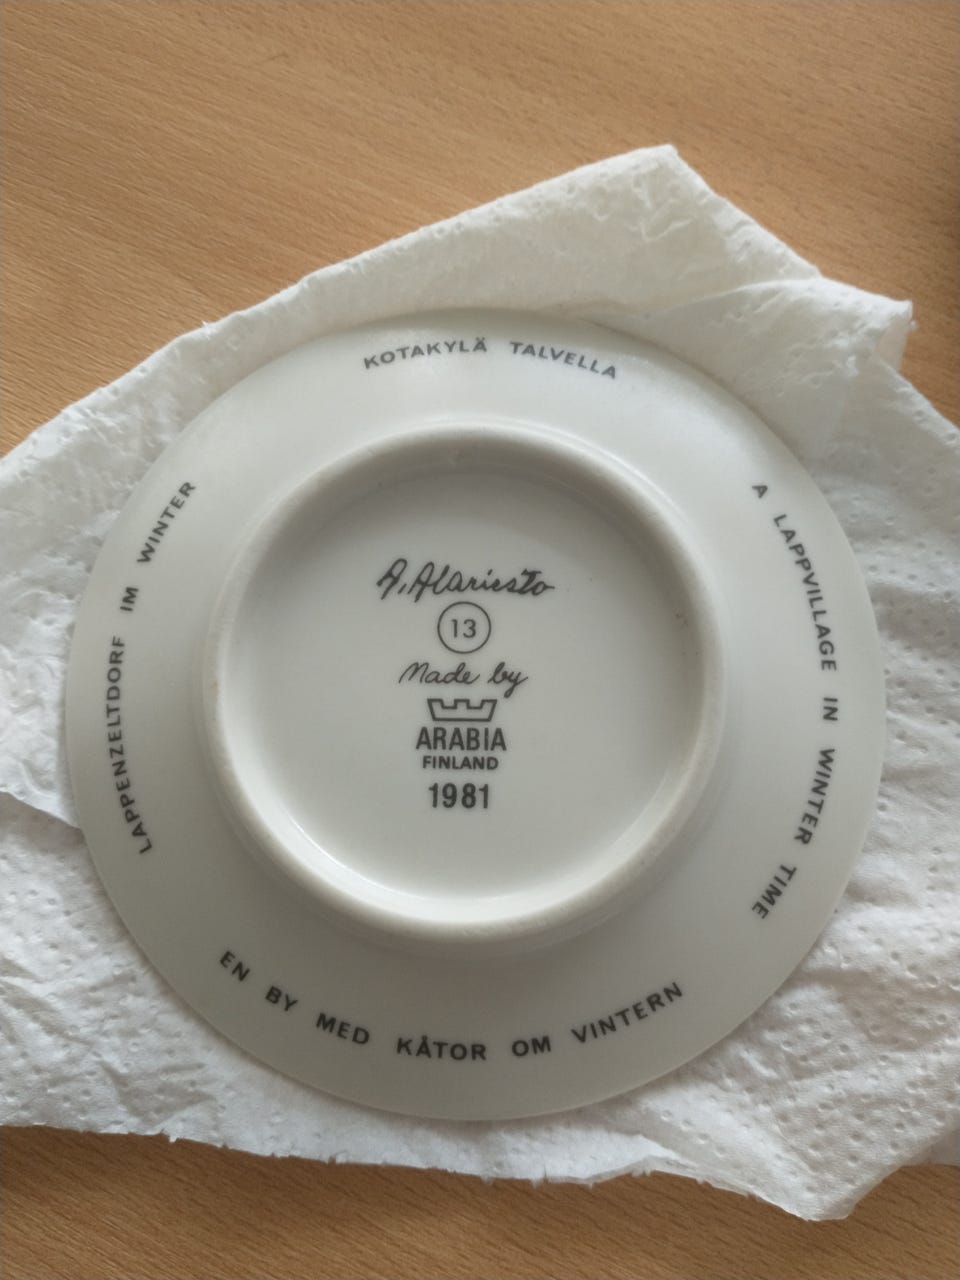 KOTAKYLÄ TALVELLA
A LAPPVILLAGE IN WINTER TIME
EN BY MED KÅTOR OM VINTERN
LAPPENZELTDORF IM WINTER
A. Alariesto
13
Made by
ARABIA
FINLAND
1981